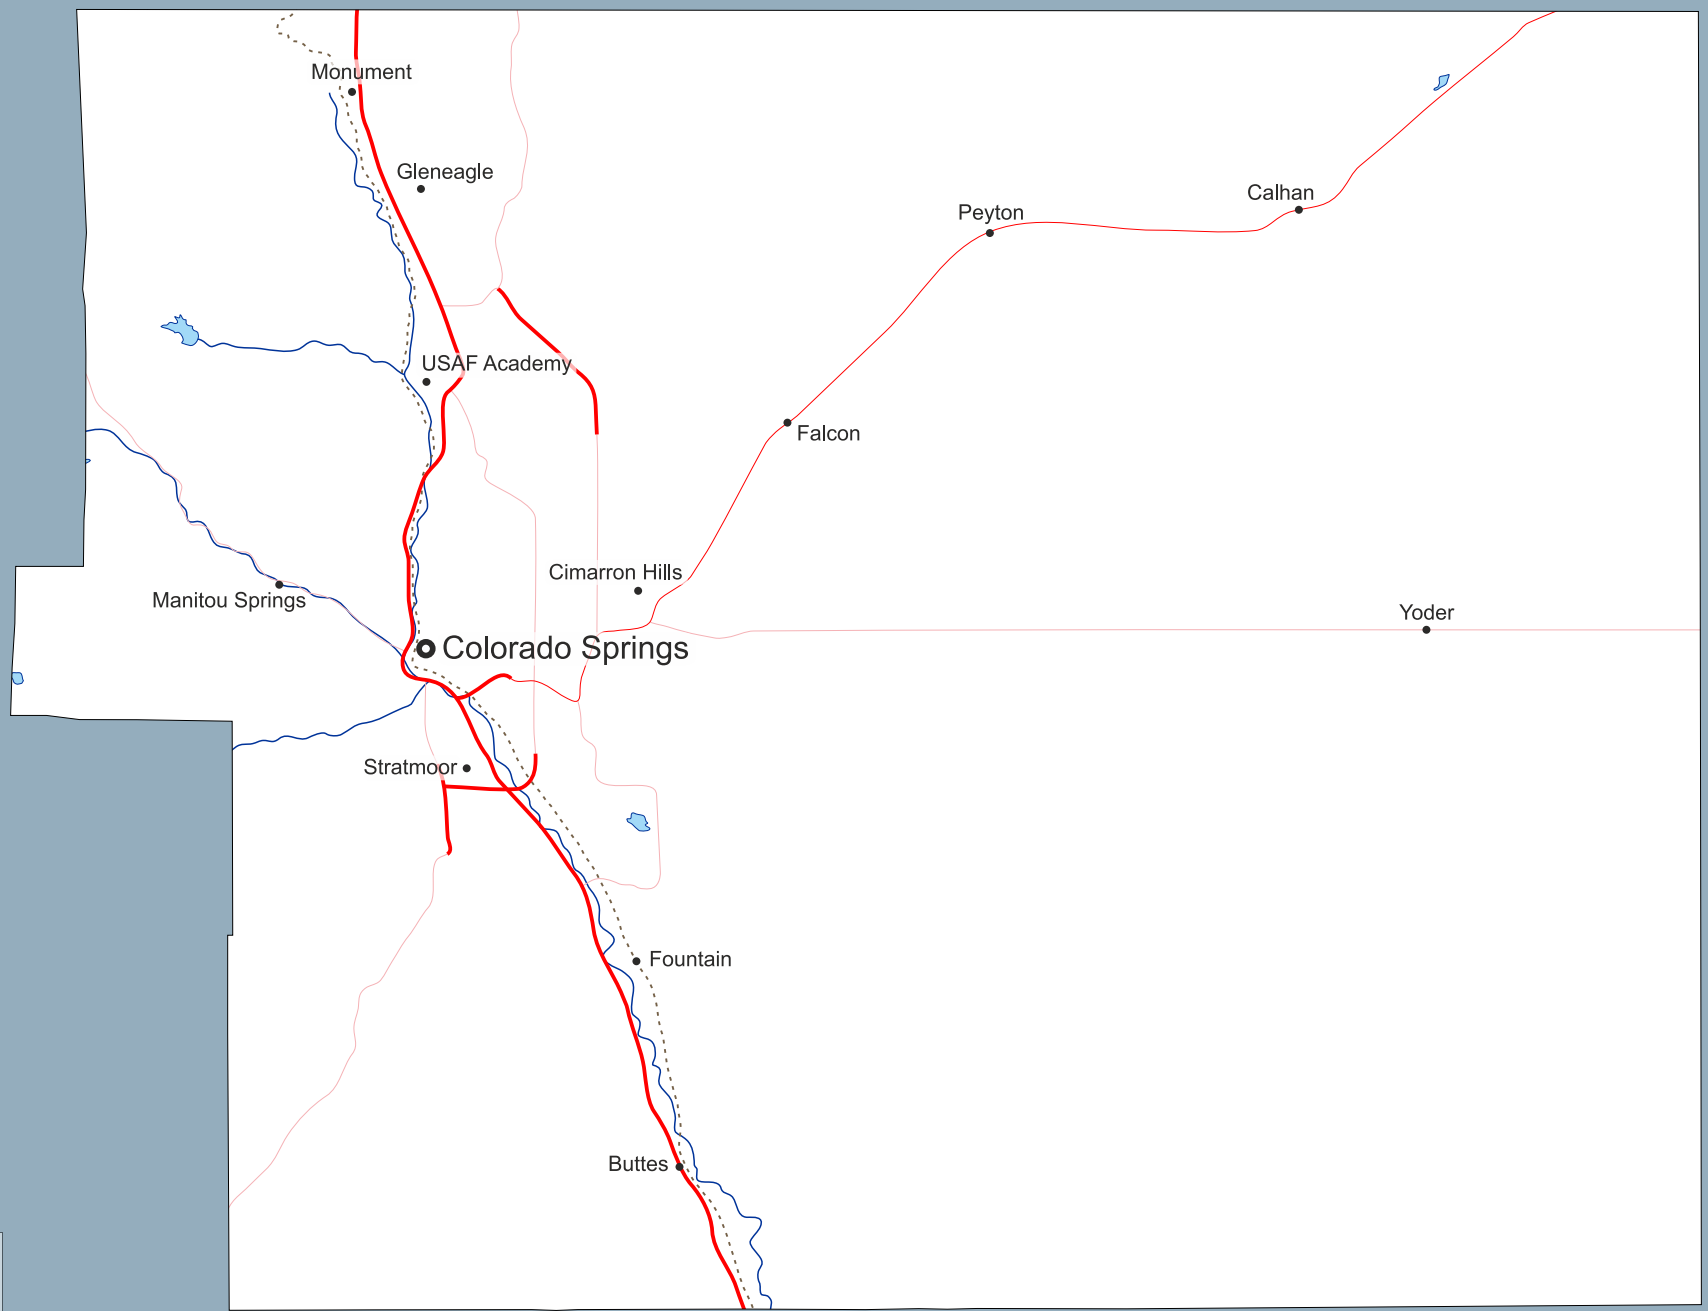 Monument
Gleneagle
Calhan
Peyton
USAF Academy
Falcon
Cimarron Hills
Manitou Springs
Yoder
Colorado Springs
Stratmoor
Fountain
Buttes